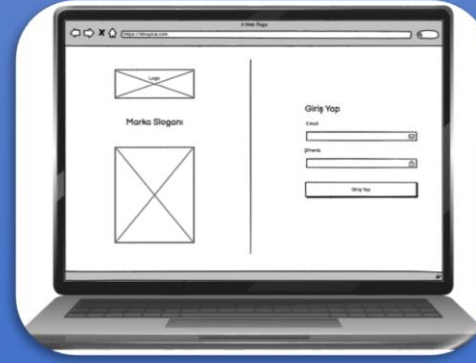 A Web Page
Logo
Marka Sloganı
Giriş Yap
Email
Şifreniz
Giriş Yap